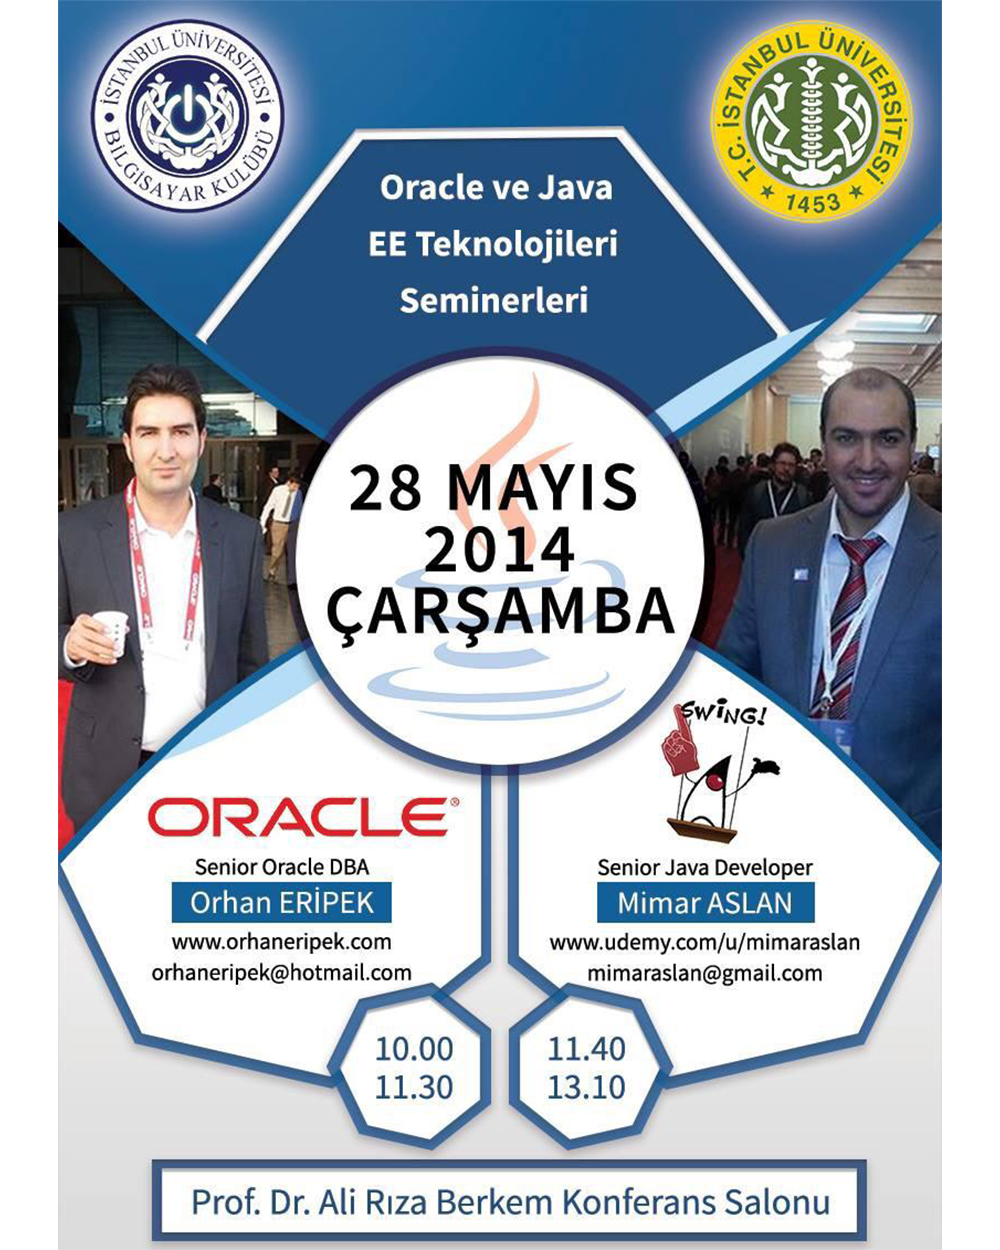 İSTANBUL ÜNİVERSİTESİ
BİLGİSAYAR KULÜBÜ
T.C. İSTANBUL ÜNİVERSİTESİ
1453
Oracle ve Java
EE Teknolojileri
Seminerleri
28 MAYIS
2014
ÇARŞAMBA
ORACLE
ORACLE
SWING!
ORACLE®
Senior Oracle DBA
Orhan ERİPEK
www.orhaneripek.com
orhaneripek@hotmail.com
Senior Java Developer
Mimar ASLAN
www.udemy.com/u/mimaraslan
mimaraslan@gmail.com
10.00
11.30
11.40
13.10
Prof. Dr. Ali Rıza Berkem Konferans Salonu